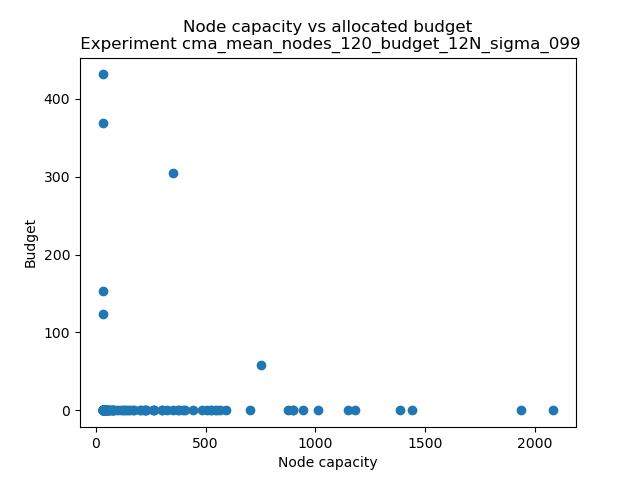 Node capacity vs allocated budget
Experiment cma_mean_nodes_120_budget_12N_sigma_099
400
300
200
100
0
Budget
0 500 1000 1500 2000
Node capacity